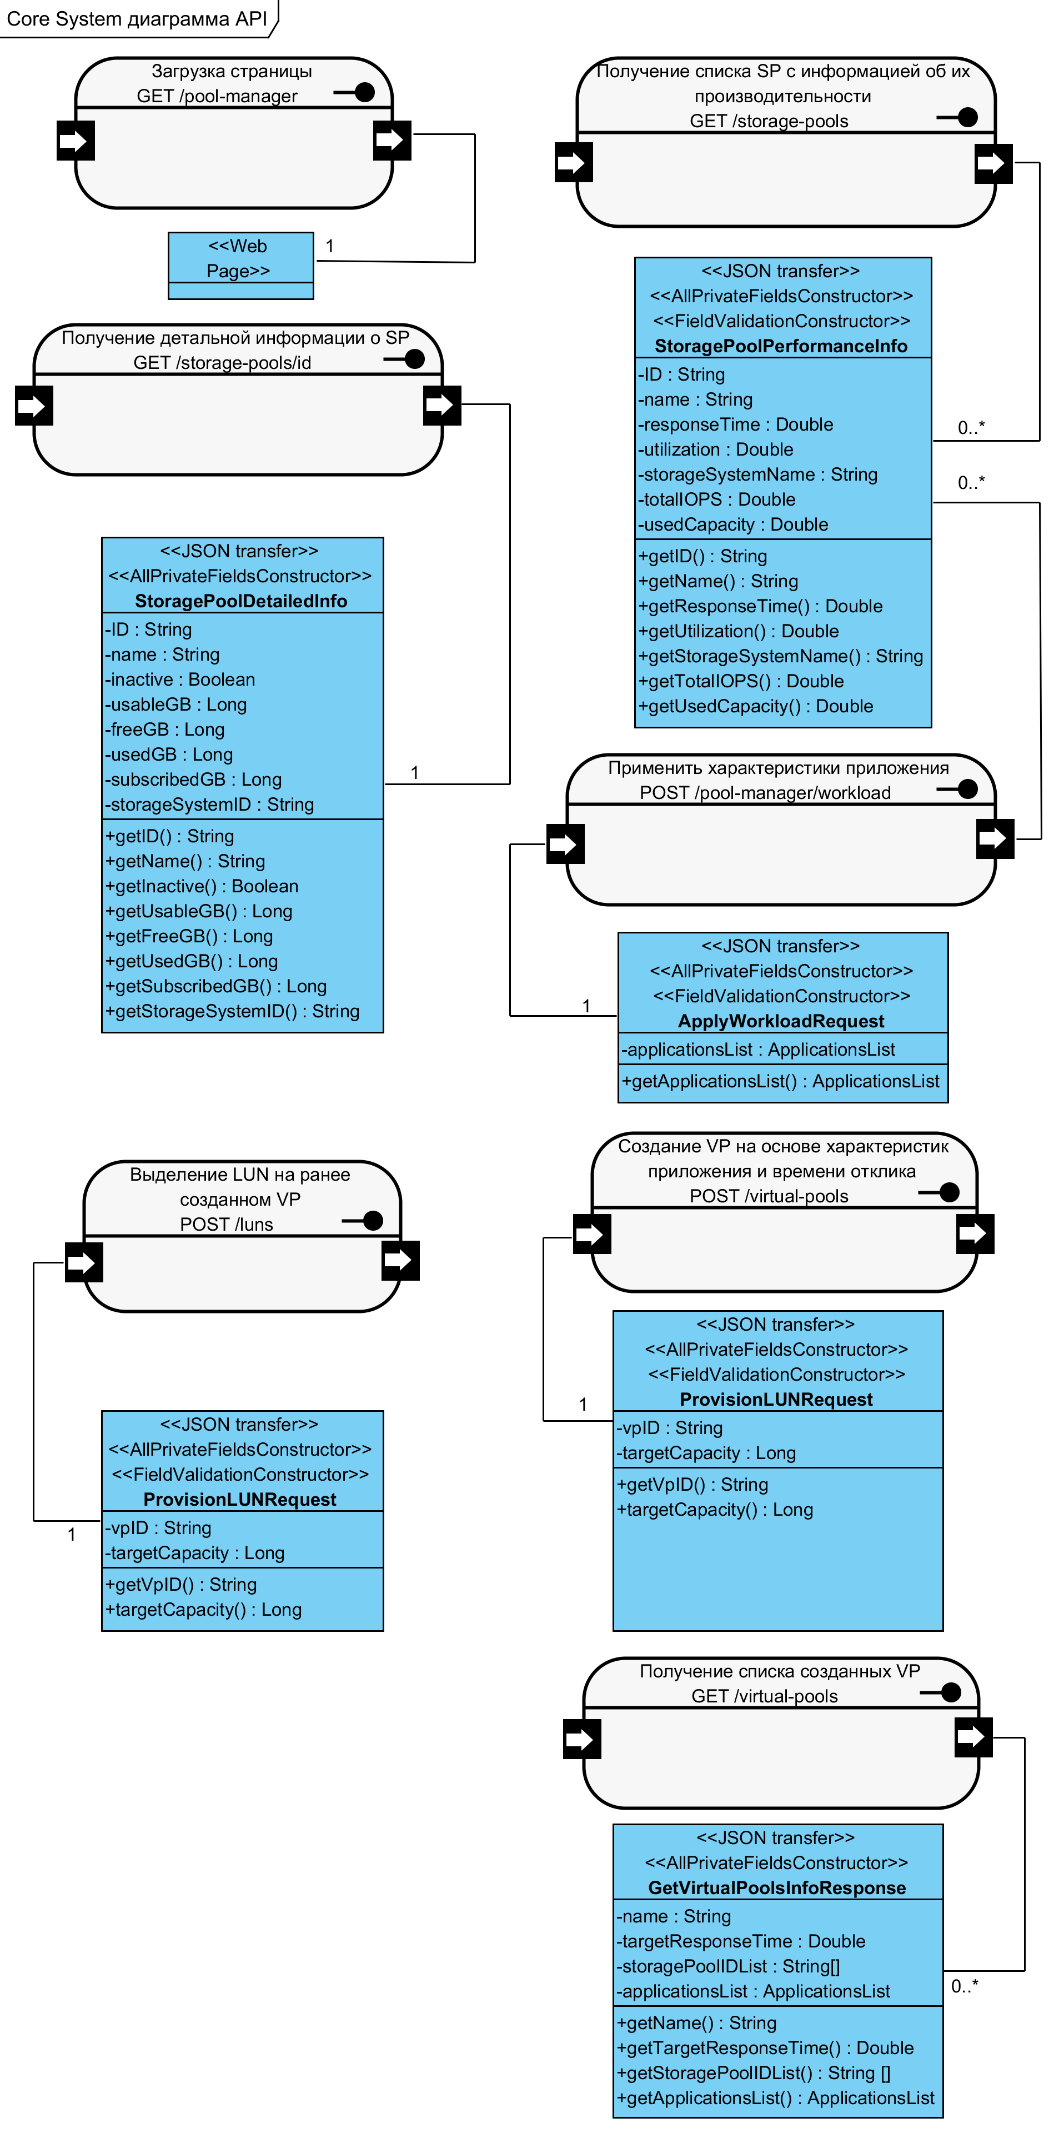 Core System диаграмма API
Загрузка страницы
GET /pool-manager
<<Web
Page>>
1
Получение списка SP с информацией об их
производительности
GET /storage-pools
<<JSON transfer>>
<<AllPrivateFieldsConstructor>>
<<FieldValidationConstructor>>
StoragePoolPerformanceInfo
-ID : String
-name : String
-responseTime : Double
-utilization : Double
-storageSystemName : String
-totalIOPS : Double
-usedCapacity : Double
+getID() : String
+getName() : String
+getResponseTime() : Double
+getUtilization() : Double
+getStorageSystemName() : String
+getTotalIOPS() : Double
+getUsedCapacity() : Double
0..*
0..*
Получение детальной информации о SP
GET /storage-pools/id
<<JSON transfer>>
<<AllPrivateFieldsConstructor>>
StoragePoolDetailedInfo
-ID : String
-name : String
-inactive : Boolean
-usableGB : Long
-freeGB : Long
-usedGB : Long
-subscribedGB : Long
-storageSystemID : String
+getID() : String
+getName() : String
+getInactive() : Boolean
+getUsableGB() : Long
+getFreeGB() : Long
+getUsedGB() : Long
+getSubscribedGB() : Long
+getStorageSystemID() : String
1
Применить характеристики приложения
POST /pool-manager/workload
<<JSON transfer>>
<<AllPrivateFieldsConstructor>>
<<FieldValidationConstructor>>
ApplyWorkloadRequest
-applicationsList : ApplicationsList
+getApplicationsList() : ApplicationsList
1
Выделение LUN на ранее
созданном VP
POST /luns
<<JSON transfer>>
<<AllPrivateFieldsConstructor>>
<<FieldValidationConstructor>>
ProvisionLUNRequest
-vpID : String
-targetCapacity : Long
+getVpID() : String
+targetCapacity() : Long
1
Создание VP на основе характеристик
приложения и времени отклика
POST /virtual-pools
<<JSON transfer>>
<<AllPrivateFieldsConstructor>>
<<FieldValidationConstructor>>
ProvisionLUNRequest
-vpID : String
-targetCapacity : Long
+getVpID() : String
+targetCapacity() : Long
1
Получение списка созданных VP
GET /virtual-pools
<<JSON transfer>>
<<AllPrivateFieldsConstructor>>
GetVirtualPoolsInfoResponse
-name : String
-targetResponseTime : Double
-storagePoolIDList : String[]
-applicationsList : ApplicationsList
+getName() : String
+getTargetResponseTime() : Double
+getStoragePoolIDList() : String []
+getApplicationsList() : ApplicationsList
0..*